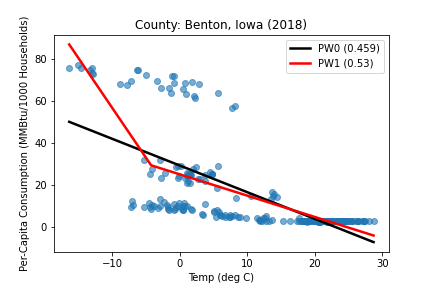 County: Benton, Iowa (2018)
Per-Capita Consumption (MMBtu/1000 Households)
80
60
40
20
0
PW0 (0.459)
PW1 (0.53)
−10 0 10 20 30
Temp (deg C)